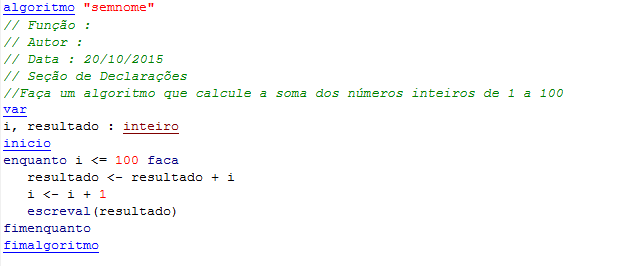 algoritmo "semnome"
// Função :
// Autor :
// Data : 20/10/2015
// Seção de Declarações
//Faça um algoritmo que calcule a soma dos números inteiros de 1 a 100
var
i, resultado : inteiro
inicio
enquanto i <= 100 faca
   resultado <- resultado + i
   i <- i + 1
   escreval(resultado)
fimenquanto
fimalgoritmo